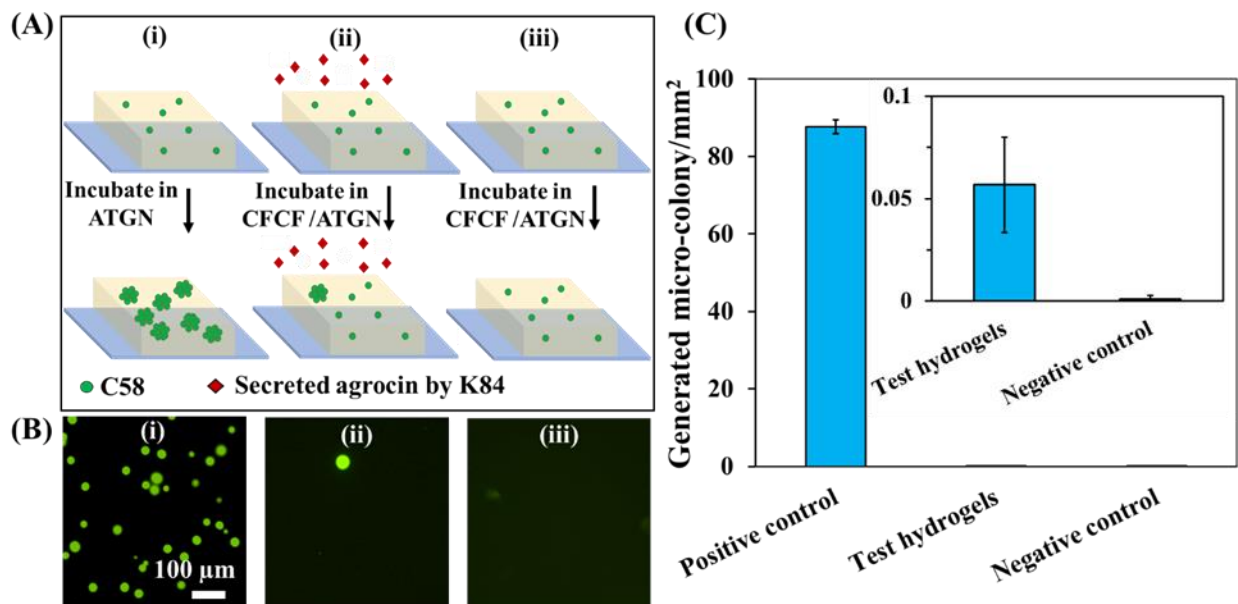 (A)
(i)
(ii)
(iii)
Incubate in
ATGN
Incubate in
CFCF/ATGN
Incubate in
CFCF/ATGN
C58
Secreted agrocin by K84
(B)
(i)
(ii)
(iii)
100 µm
(C)
Generated micro-colony/mm²
100
80
60
40
20
0
0.1
0.05
0
Test hydrogels
Negative control
Positive control
Test hydrogels
Negative control